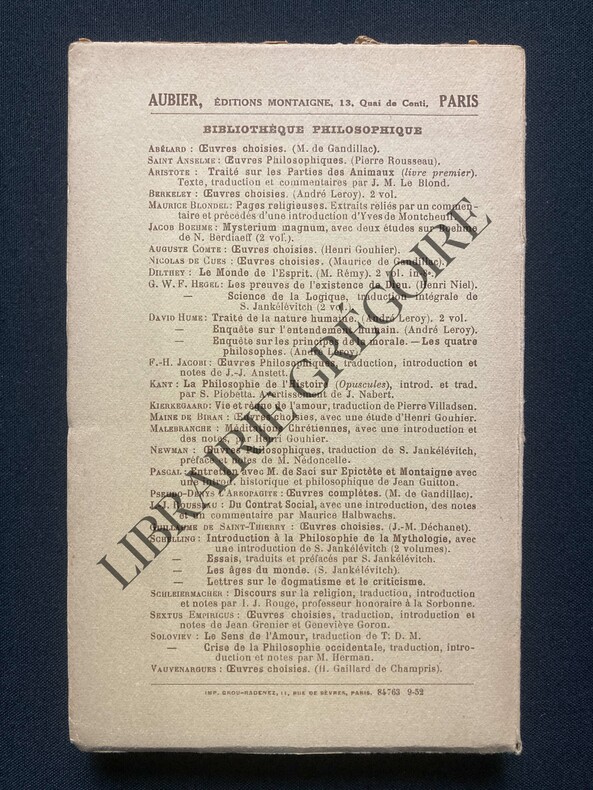 AUBIER, ÉDITIONS MONTAIGNE, 13, Quai de Conti, PARIS
BIBLIOTHÈQUE PHILOSOPHIQUE
ABÉLARD : Œuvres choisies. (M. de Gandillac).
SAINT ANSELME : Œuvres Philosophiques. (Pierre Rousseau).
ARISTOTE : Traité sur les Parties des Animaux (livre premier).
Texte, traduction et commentaires par J. M. Le Blond.
BERKELEY : Œuvres choisies. (André Leroy). 2 vol.
MAURICE BLONDEL : Pages religieuses. Extraits reliés par un commen-
taire et précédés d'une introduction d'Yves de Montcheuil.
JACOB BOEHME : Mysterium magnum, avec deux études sur Boehme
de N. Berdiaeff (2 vol.).
AUGUSTE COMTE : Œuvres choisies. (Henri Gouhier).
NICOLAS DE CUES : Œuvres choisies. (Maurice de Gandillac).
DILTHEY : Le Monde de l'Esprit. (M. Rémy). 2 vol. in-8.
G. W. F. HEGEL : Les preuves de l'existence de Dieu. (Henri Niel).
— Science de la Logique, traduction intégrale de
S. Jankélévitch (2 vol.).
DAVID HUME : Traité de la nature humaine. (André Leroy). 2 vol.
— Enquête sur l'entendement humain. (André Leroy).
— Enquête sur les principes de la morale. — Les quatre
philosophes. (André Leroy).
F.-H. JACOBI : Œuvres Philosophiques, traduction, introduction et
notes de J.-J. Anstett.
KANT : La Philosophie de l'Histoire (Opuscules), introd. et trad.
par S. Piobetta. Avertissement de J. Nabert.
KIERKEGAARD : Vie et règne de l'amour, traduction de Pierre Villadsen.
MAINE DE BIRAN : Œuvres choisies, avec une étude d'Henri Gouhier.
MALEBRANCHE : Méditations Chrétiennes, avec une introduction et
des notes par Henri Gouhier.
NEWMAN : Œuvres philosophiques, traduction de S. Jankélévitch,
préface et notes de M. Nédoncelle.
PASCAL : Entretien avec M. de Saci sur Epictète et Montaigne avec
une introd. historique et philosophique de Jean Guitton.
PSEUDO-DENYS L'ARÉOPAGITE : Œuvres complètes. (M. de Gandillac).
J.-J. ROUSSEAU : Du Contrat Social, avec une introduction, des notes
et un commentaire par Maurice Halbwachs.
GUILLAUME DE SAINT-THIERRY : Œuvres choisies. (J.-M. Déchanet).
SCHELLING : Introduction à la Philosophie de la Mythologie, avec
une introduction de S. Jankélévitch (2 volumes).
— Essais, traduits et préfacés par S. Jankélévitch.
— Les âges du monde. (S. Jankélévitch).
— Lettres sur le dogmatisme et le criticisme.
SCHLEIERMACHER : Discours sur la religion, traduction, introduction
et notes par I. J. Rouge, professeur honoraire à la Sorbonne.
SEXTUS EMPIRICUS : Œuvres choisies, traduction, introduction et
notes de Jean Grenier et Geneviève Goron.
SOLOVIEV : Le Sens de l'Amour, traduction de T. D. M.
— Crise de la Philosophie occidentale, traduction, intro-
duction et notes par M. Herman.
VAUVENARGUES : Œuvres choisies. (H. Gaillard de Champris).
IMP. GROU-RADENEZ, 11, RUE DE SÈVRES, PARIS. 84763 9-52
LIBRAIRIE GRÉGOIRE